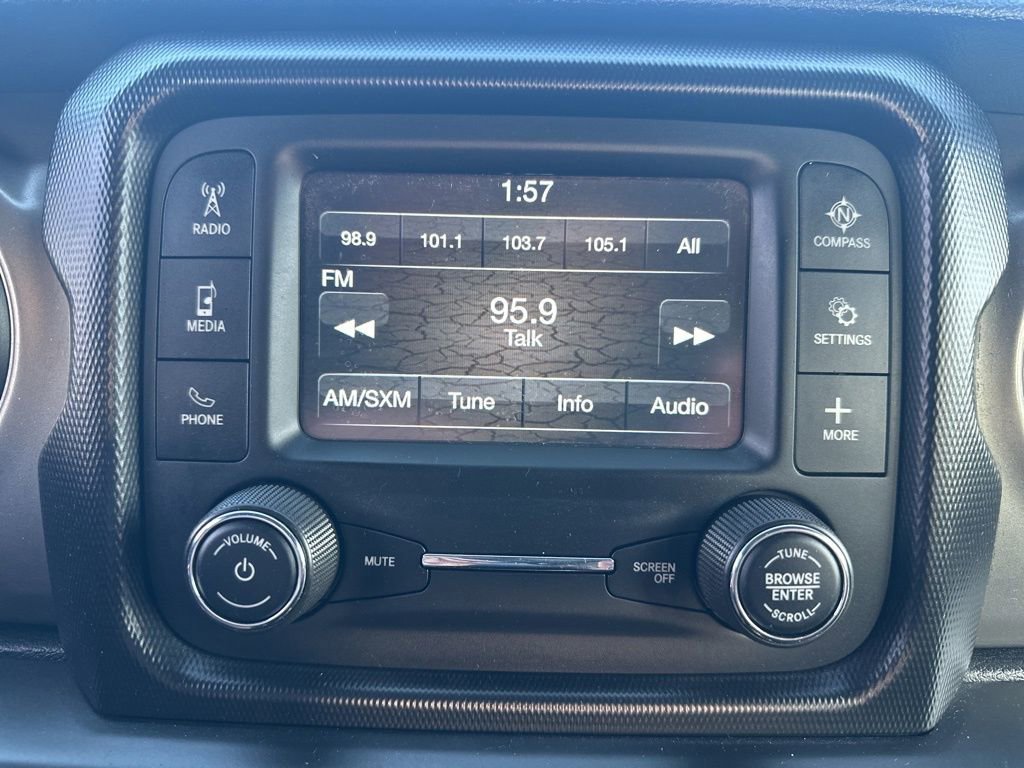 1:57
98.9 101.1 103.7 105.1 All
FM
95.9
Talk
AM/SXM Tune Info Audio
RADIO
MEDIA
PHONE
N
COMPASS
SETTINGS
MORE
VOLUME
MUTE
SCREEN
OFF
TUNE
BROWSE
ENTER
SCROLL